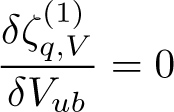 \frac{\delta \zeta_{q,V}^{(1)}}{\delta V_{ub}} = 0